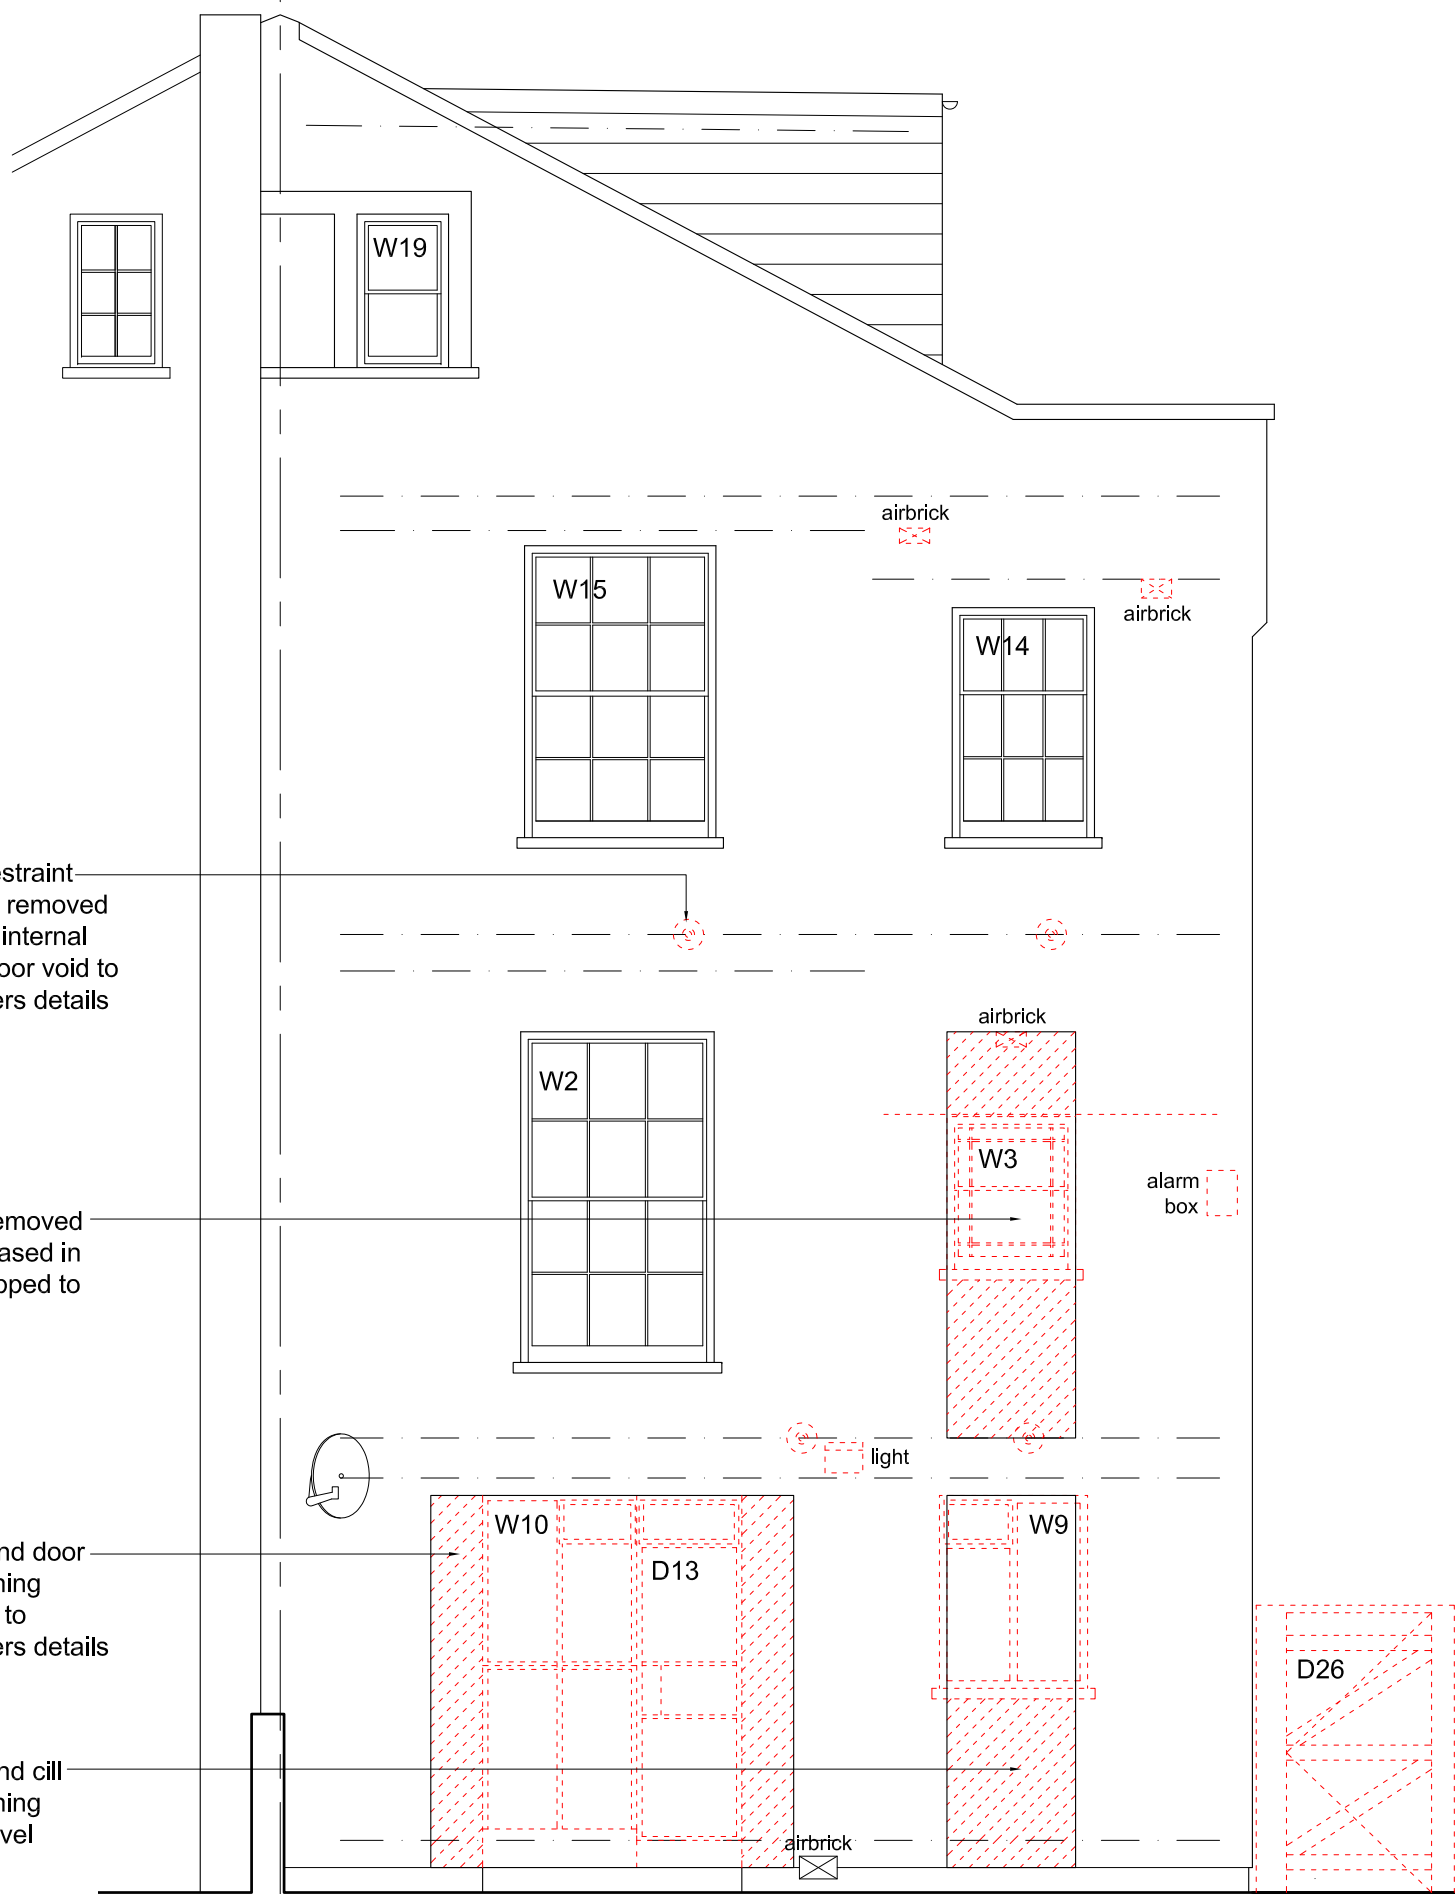 W19
airbrick
W15
airbrick
W14
estraint
removed
internal
oor void to
ers details
airbrick
W2
W3
alarm
box
emoved
ased in
pped to
light
W10
W9
nd door
ning
to
ers details
D13
D26
nd cill
ning
vel
airbrick